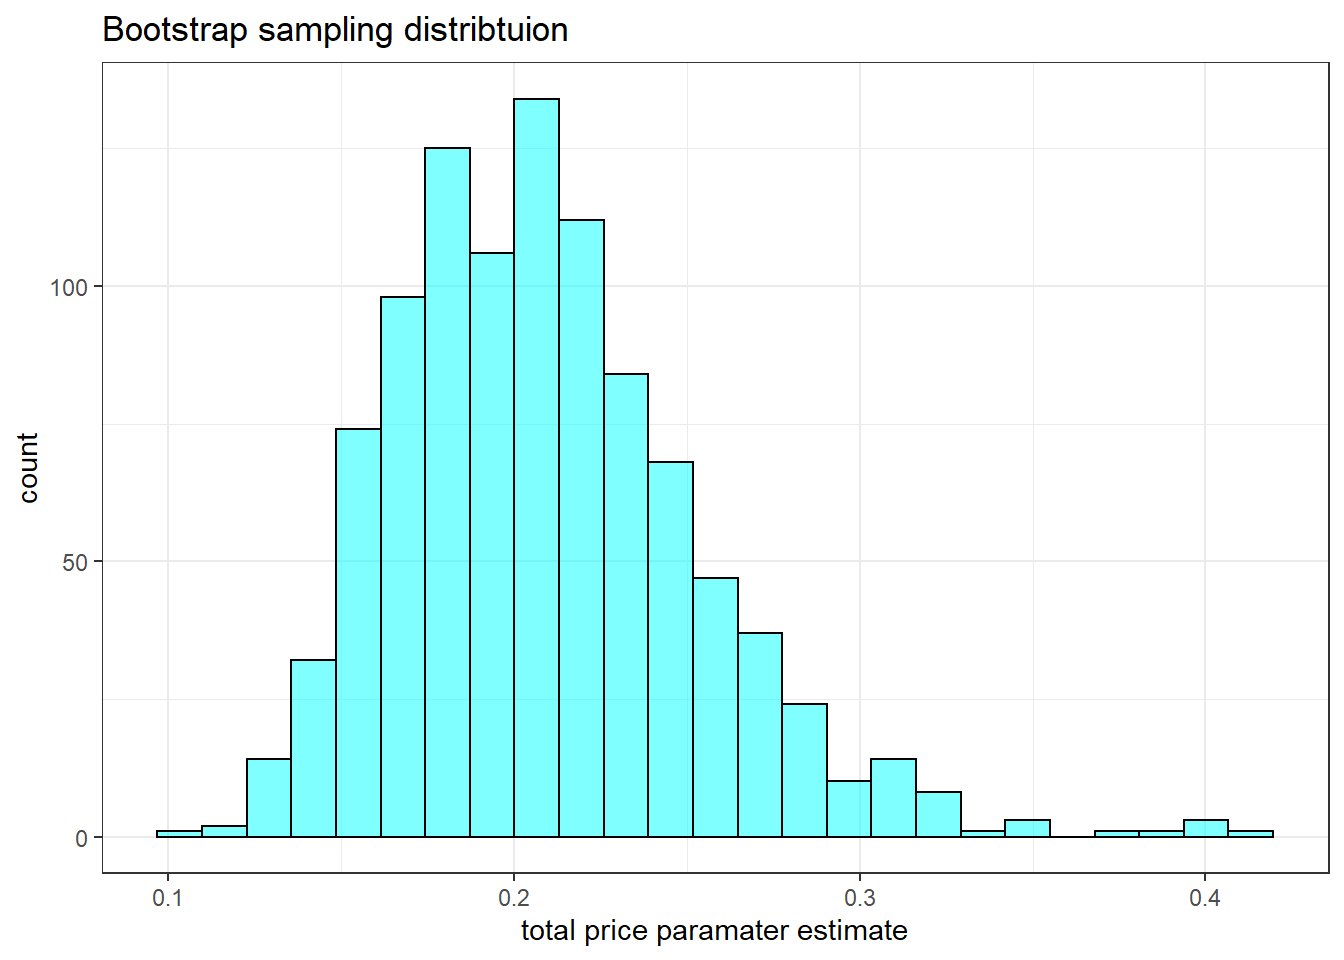 Bootstrap sampling distribtuion
count
100
50
0
0.1 0.2 0.3 0.4
total price paramater estimate